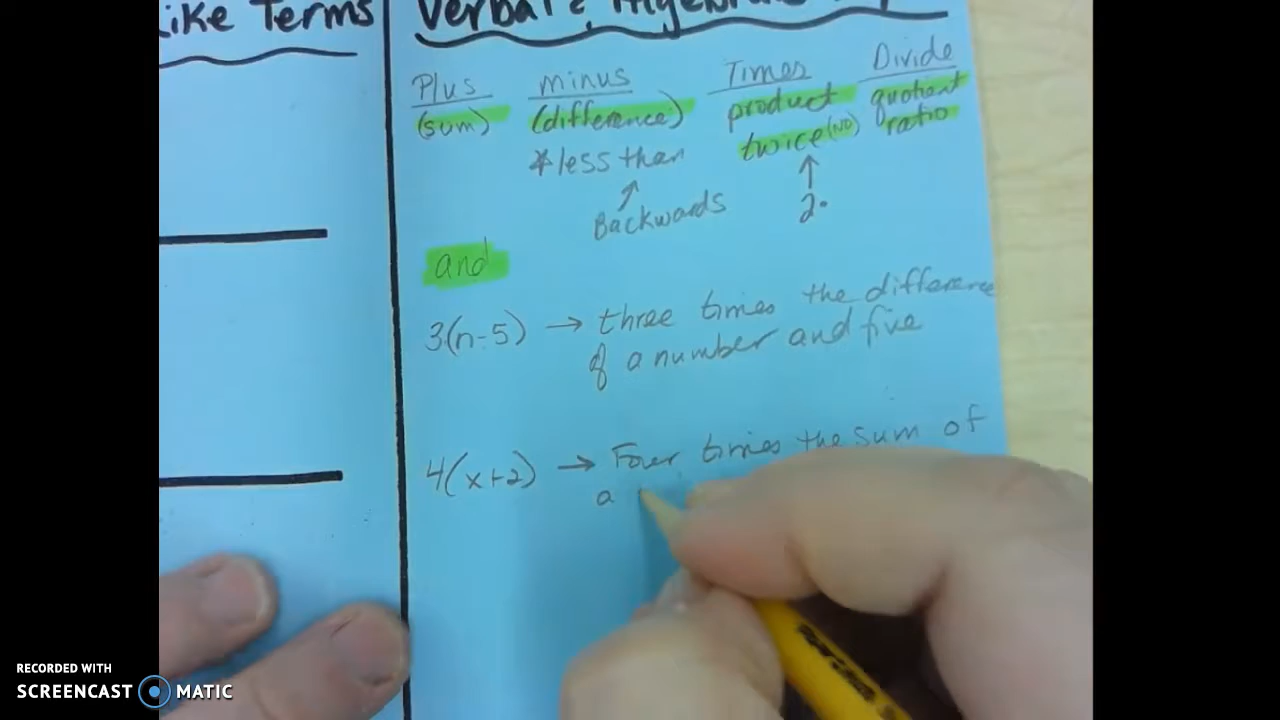 ike Terms
Verbal &
Plus
(sum)
minus
(difference)
*less than
Backwards
Times
product
twice (NO)
2·
Divide
quotient
ratio
and
3(n-5) → three times the difference
of a number and five
4(x+2) → Four times the sum of
a
RECORDED WITH
SCREENCAST MATIC